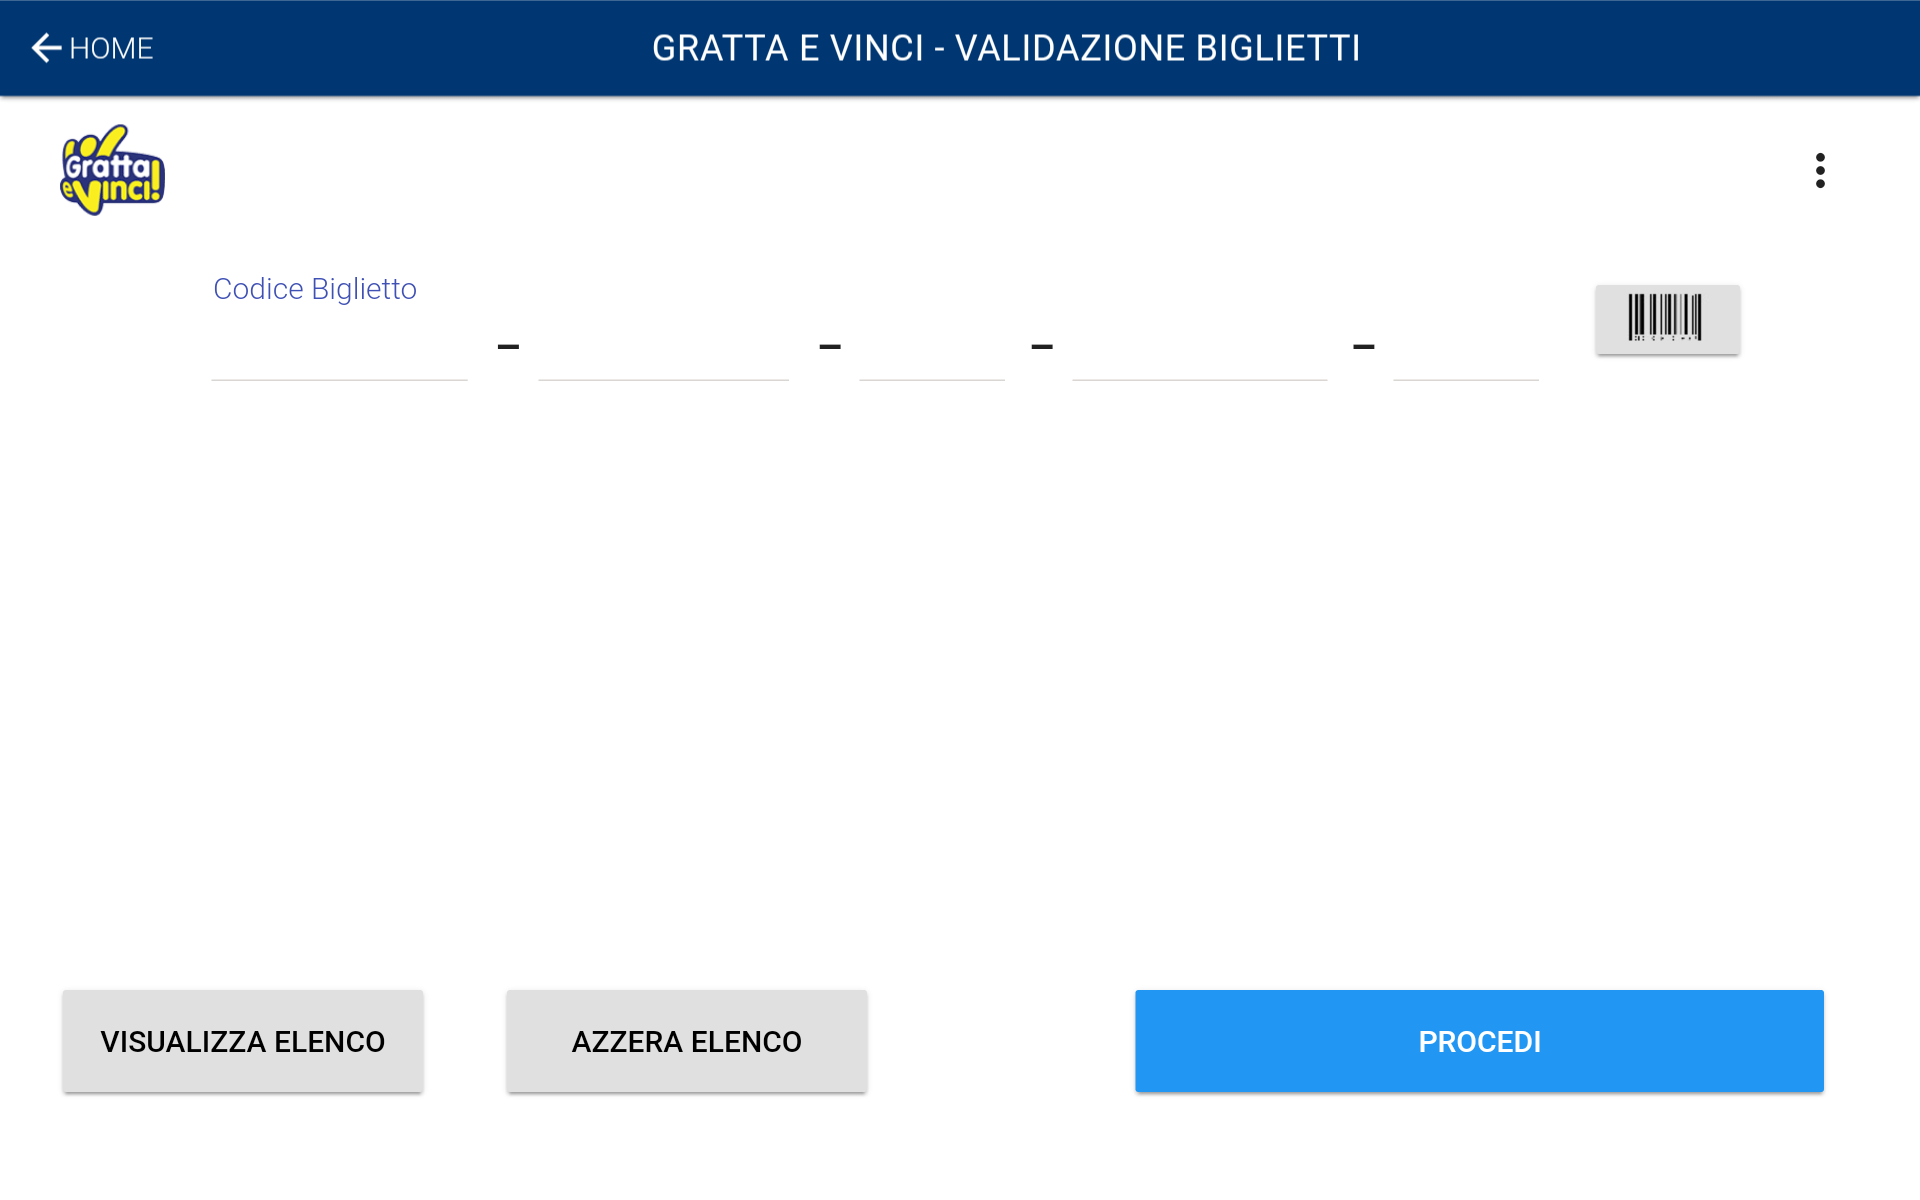 HOME
GRATTA E VINCI - VALIDAZIONE BIGLIETTI
Gratta
e Vinci!
Codice Biglietto
– – – –
VISUALIZZA ELENCO
AZZERA ELENCO
PROCEDI